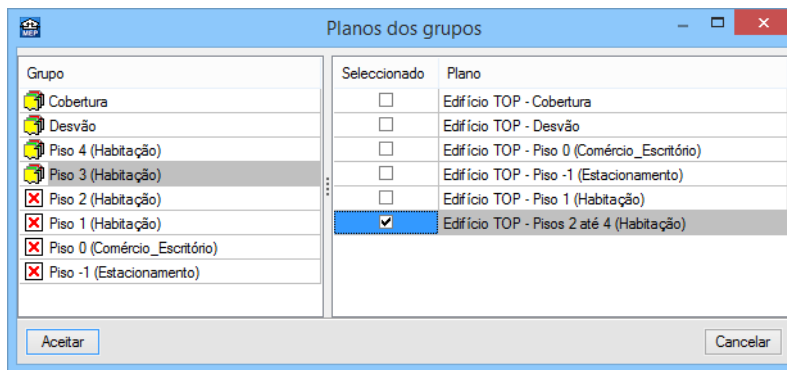 MEP
Planos dos grupos
Grupo
Cobertura
Desvão
Piso 4 (Habitação)
Piso 3 (Habitação)
Piso 2 (Habitação)
Piso 1 (Habitação)
Piso 0 (Comércio_Escritório)
Piso -1 (Estacionamento)
Seleccionado Plano
Edifício TOP - Cobertura
Edifício TOP - Desvão
Edifício TOP - Piso 0 (Comércio_Escritório)
Edifício TOP - Piso -1 (Estacionamento)
Edifício TOP - Piso 1 (Habitação)
Edifício TOP - Pisos 2 até 4 (Habitação)
Aceitar
Cancelar